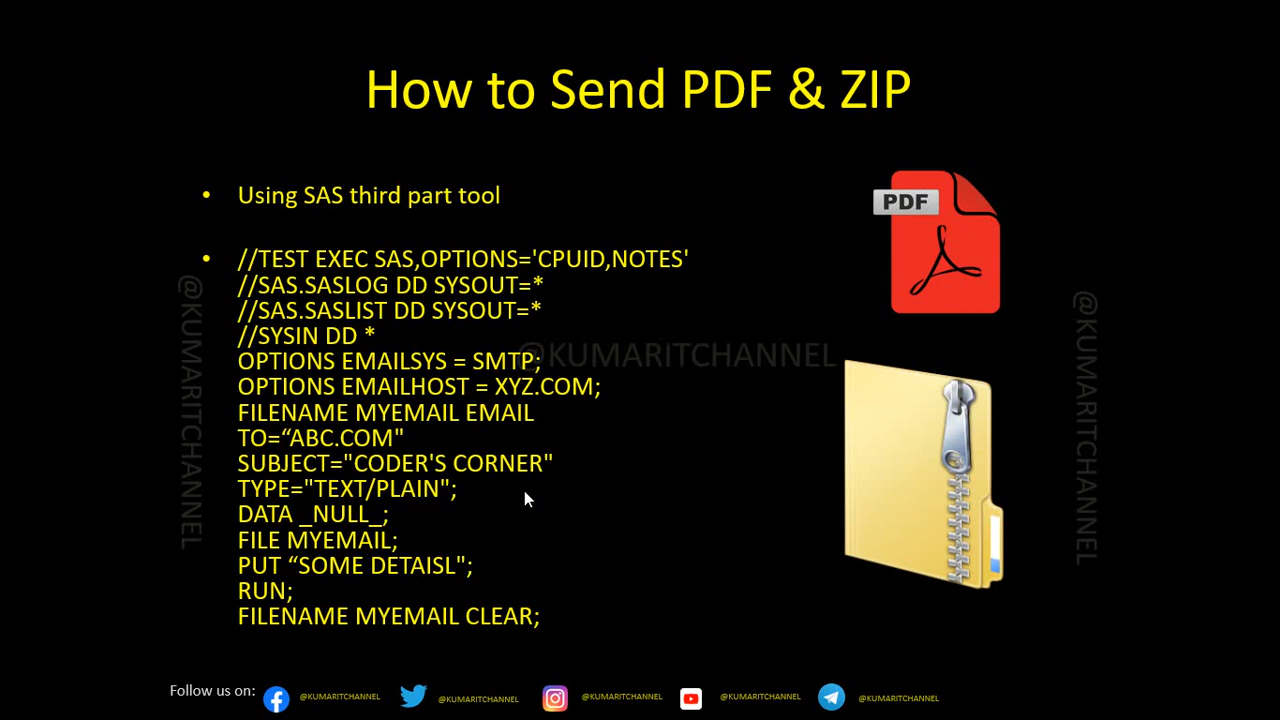 How to Send PDF & ZIP
• Using SAS third part tool
• //TEST EXEC SAS,OPTIONS='CPUID,NOTES'
//SAS.SASLOG DD SYSOUT=*
//SAS.SASLIST DD SYSOUT=*
//SYSIN DD *
OPTIONS EMAILSYS = SMTP;
OPTIONS EMAILHOST = XYZ.COM;
FILENAME MYEMAIL EMAIL
TO=“ABC.COM"
SUBJECT="CODER'S CORNER"
TYPE="TEXT/PLAIN";
DATA _NULL_;
FILE MYEMAIL;
PUT “SOME DETAISL";
RUN;
FILENAME MYEMAIL CLEAR;
PDF
@KUMARITCHANNEL
@KUMARITCHANNEL
@KUMARITCHANNEL
Follow us on: @KUMARITCHANNEL @KUMARITCHANNEL @KUMARITCHANNEL @KUMARITCHANNEL @KUMARITCHANNEL